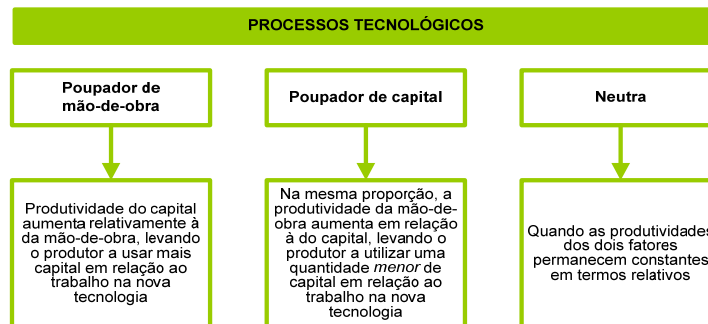 PROCESSOS TECNOLÓGICOS
Poupador de
mão-de-obra
Poupador de capital
Neutra
Produtividade do capital
aumenta relativamente à
da mão-de-obra, levando
o produtor a usar mais
capital em relação ao
trabalho na nova
tecnologia
Na mesma proporção, a
produtividade da mão-de-
obra aumenta em relação
à do capital, levando o
produtor a utilizar uma
quantidade menor de
capital em relação ao
trabalho na nova
tecnologia
Quando as produtividades
dos dois fatores
permanecem constantes
em termos relativos